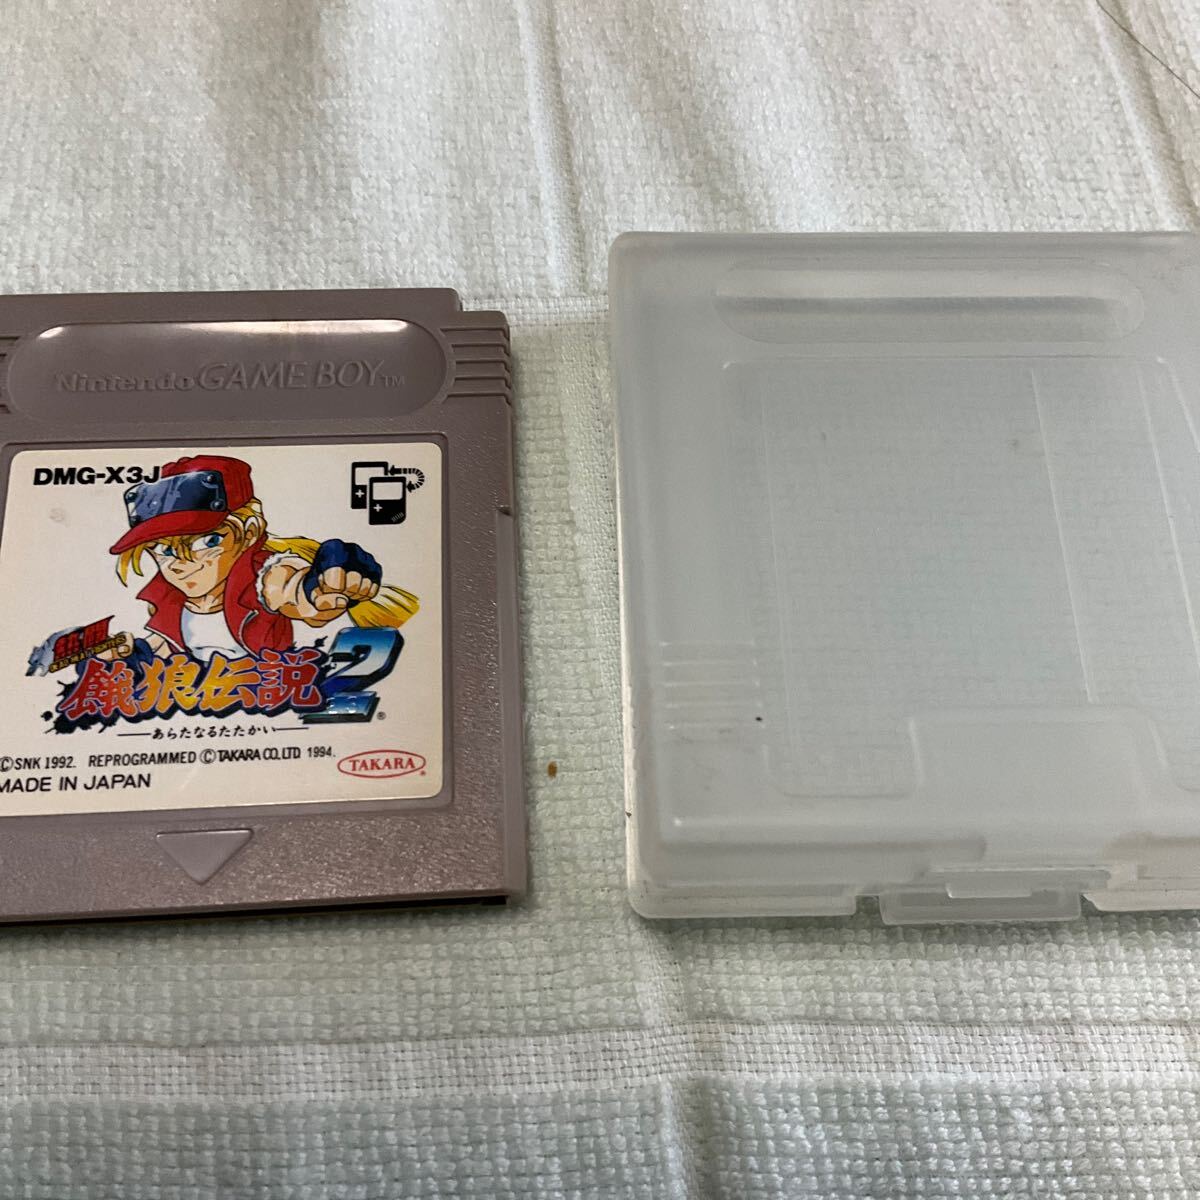 Nintendo GAME BOY TM
DMG-X3J
熱闘
餓狼伝説2®
あらたなるたたかい
©SNK 1992. REPROGRAMMED ©TAKARA CO.,LTD 1994.
TAKARA®
MADE IN JAPAN